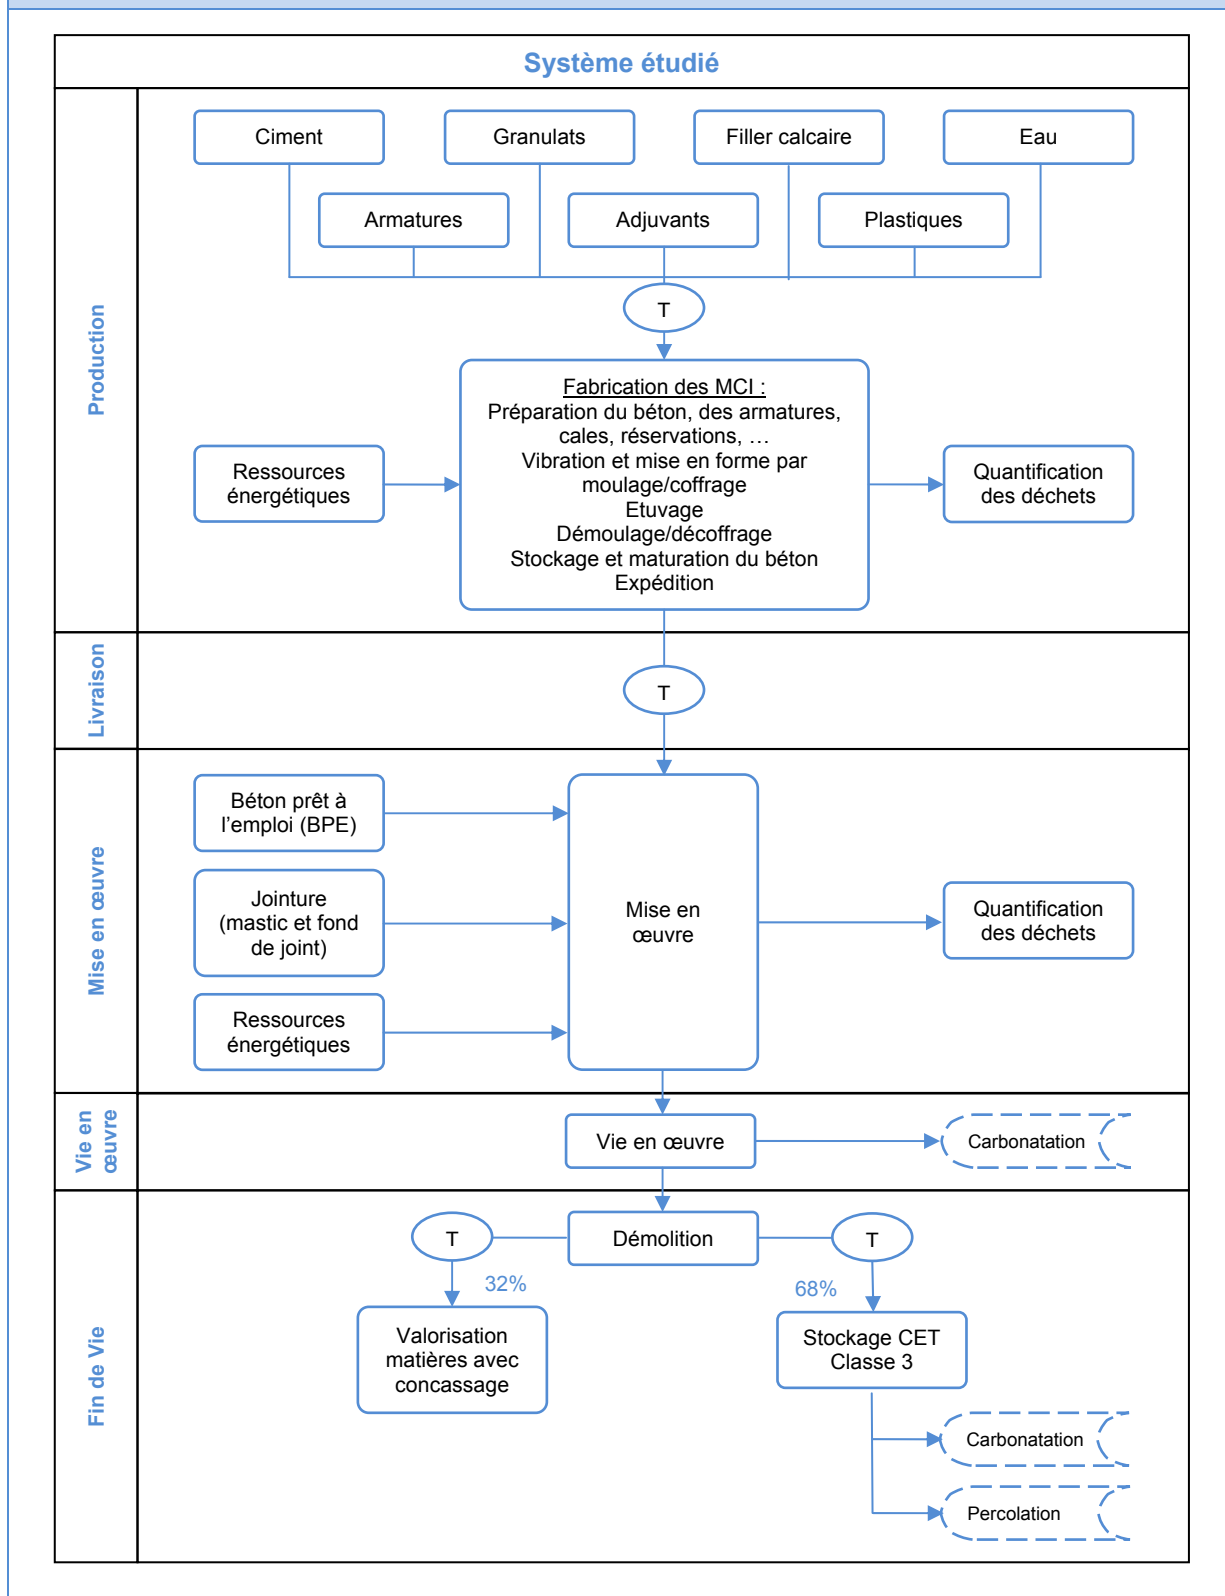 Système étudié
Production
Ciment
Granulats
Filler calcaire
Eau
Armatures
Adjuvants
Plastiques
T
Fabrication des MCI :
Préparation du béton, des armatures,
cales, réservations, …
Vibration et mise en forme par
moulage/coffrage
Etuvage
Démoulage/décoffrage
Stockage et maturation du béton
Expédition
Ressources
énergétiques
Quantification
des déchets
Livraison
T
Mise en œuvre
Béton prêt à
l’emploi (BPE)
Jointure
(mastic et fond
de joint)
Ressources
énergétiques
Mise en
œuvre
Quantification
des déchets
Vie en
œuvre
Vie en œuvre
Carbonatation
Fin de Vie
T
Démolition
T
32%
68%
Valorisation
matières avec
concassage
Stockage CET
Classe 3
Carbonatation
Percolation